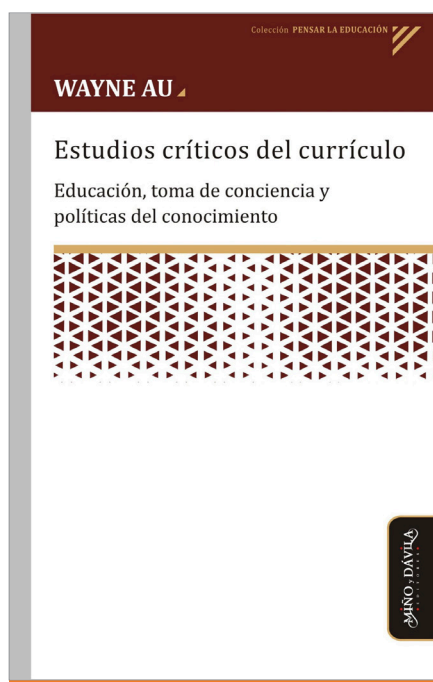 Colección PENSAR LA EDUCACIÓN
WAYNE AU
Estudios críticos del currículo
Educación, toma de conciencia y
políticas del conocimiento
MIÑO y DÁVILA
EDITORES